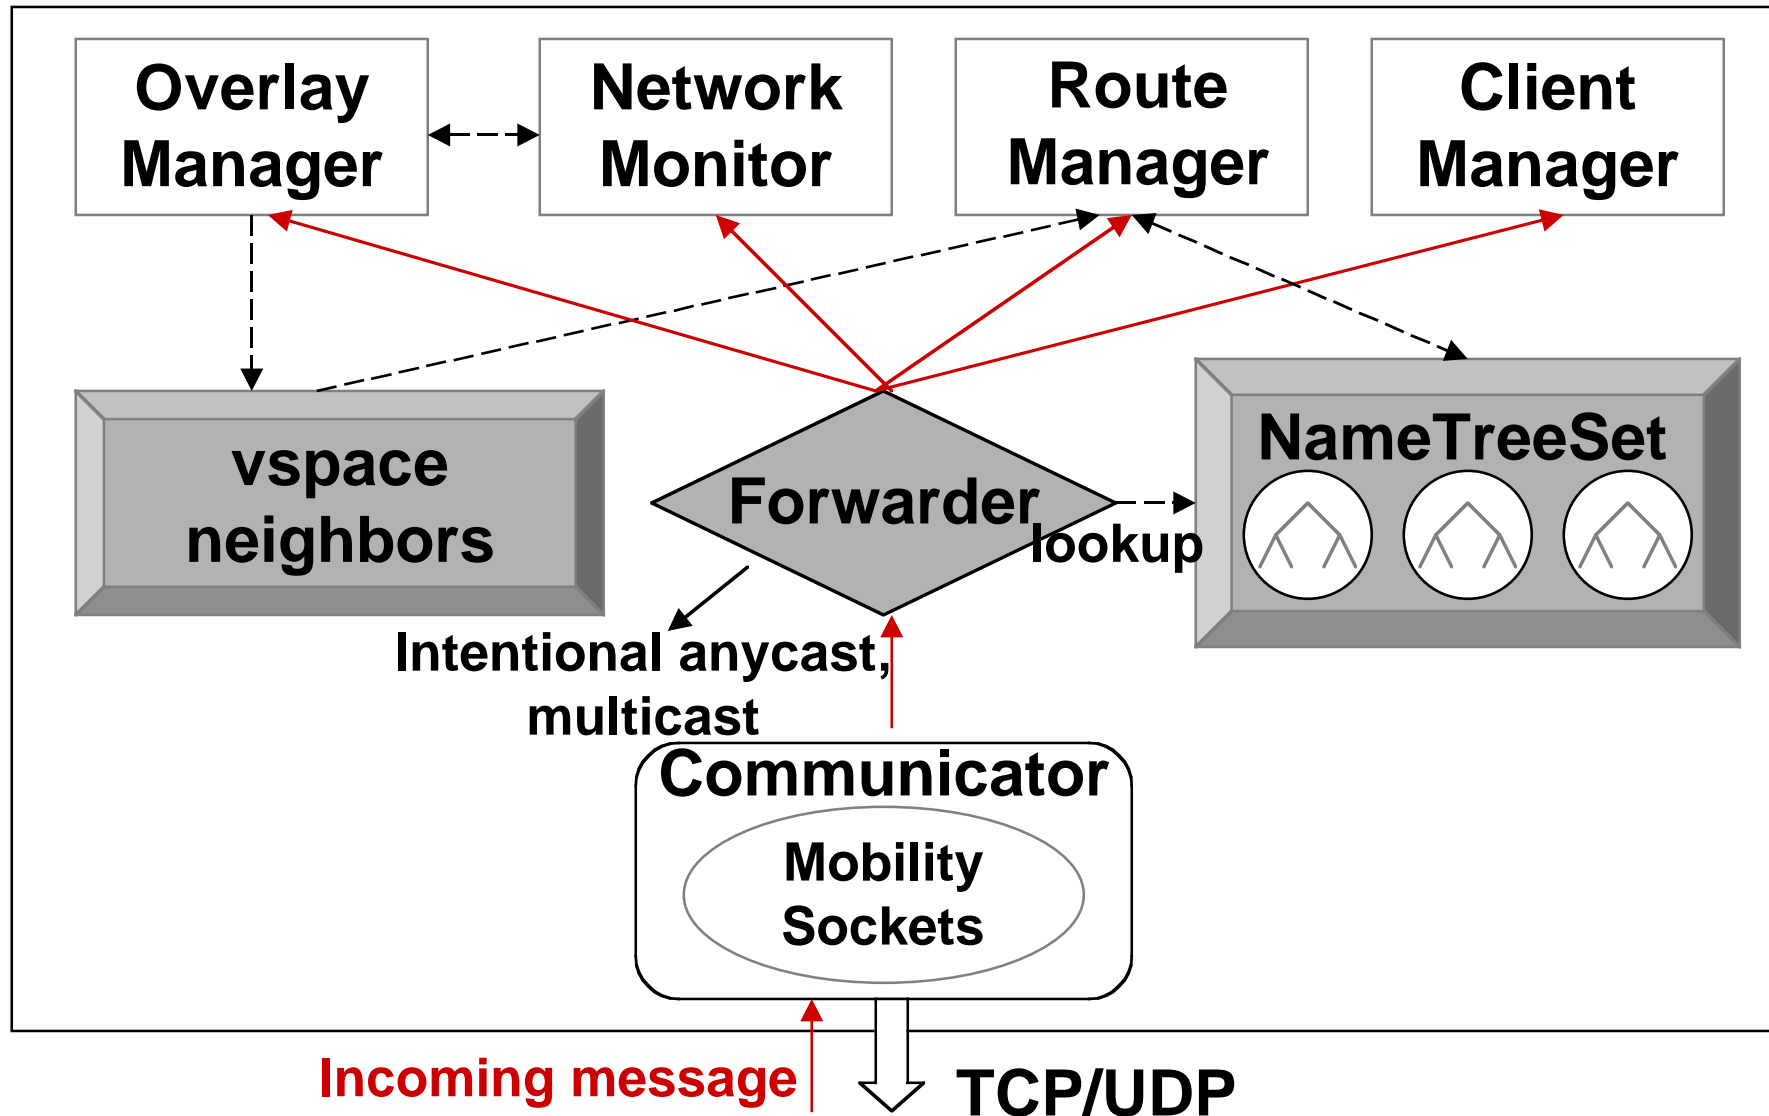 Overlay
Manager
Network
Monitor
Route
Manager
Client
Manager
vspace
neighbors
Forwarder
lookup
NameTreeSet
Intentional anycast,
multicast
Communicator
Mobility
Sockets
Incoming message
TCP/UDP